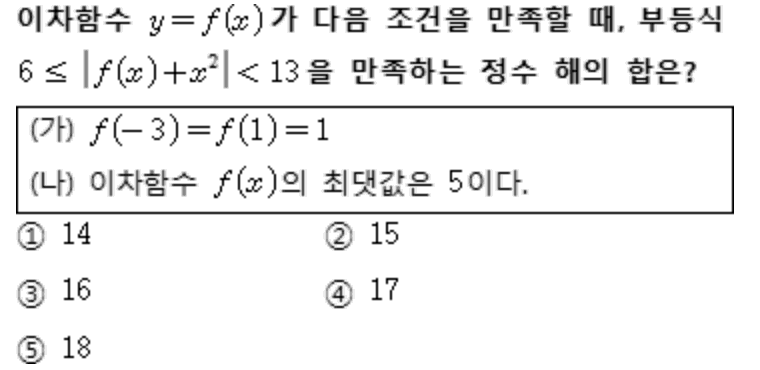 이차함수 y=f(x)가 다음 조건을 만족할 때, 부등식
6≤|f(x)+x²|<13을 만족하는 정수 해의 합은?
(가) f(-3)=f(1)=1
(나) 이차함수 f(x)의 최댓값은 5이다.
① 14 ② 15
③ 16 ④ 17
⑤ 18